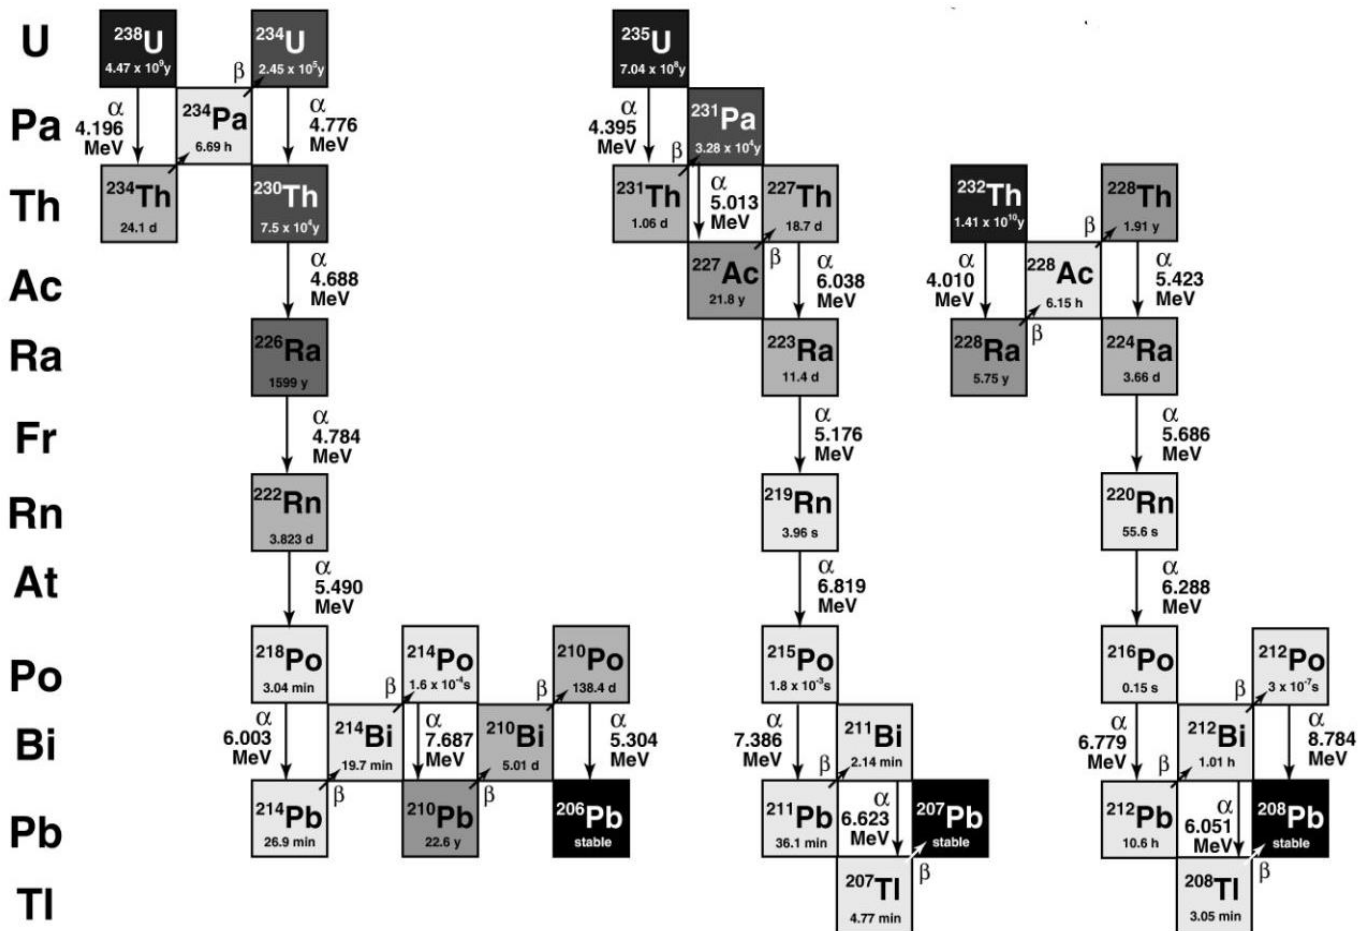 U
238U
4.47 x 10⁹y
234U
2.45 x 10⁵y
235U
7.04 x 10⁸y
β
Pa
α
4.196
MeV
234Pa
6.69 h
α
4.776
MeV
α
4.395
MeV
β
231Pa
3.28 x 10⁴y
Th
234Th
24.1 d
230Th
7.5 x 10⁴y
231Th
1.06 d
α
5.013
MeV
227Th
18.7 d
232Th
1.41 x 10¹⁰y
β
228Th
1.91 y
Ac
α
4.688
MeV
227Ac
21.8 y
β
α
6.038
MeV
α
4.010
MeV
228Ac
6.15 h
α
5.423
MeV
Ra
226Ra
1599 y
223Ra
11.4 d
228Ra
5.75 y
β
224Ra
3.66 d
Fr
α
4.784
MeV
α
5.176
MeV
α
5.686
MeV
Rn
222Rn
3.823 d
219Rn
3.96 s
220Rn
55.6 s
At
α
5.490
MeV
α
6.819
MeV
α
6.288
MeV
Po
218Po
3.04 min
β
214Po
1.6 x 10⁻⁴s
β
210Po
138.4 d
215Po
1.8 x 10⁻³s
216Po
0.15 s
β
212Po
3 x 10⁻⁷s
Bi
α
6.003
MeV
214Bi
19.7 min
α
7.687
MeV
210Bi
5.01 d
α
5.304
MeV
α
7.386
MeV
β
211Bi
2.14 min
α
6.779
MeV
β
212Bi
1.01 h
α
8.784
MeV
Pb
214Pb
26.9 min
β
210Pb
22.6 y
β
206Pb
stable
211Pb
36.1 min
α
6.623
MeV
207Pb
stable
212Pb
10.6 h
α
6.051
MeV
208Pb
stable
Tl
207Tl
4.77 min
β
208Tl
3.05 min
β